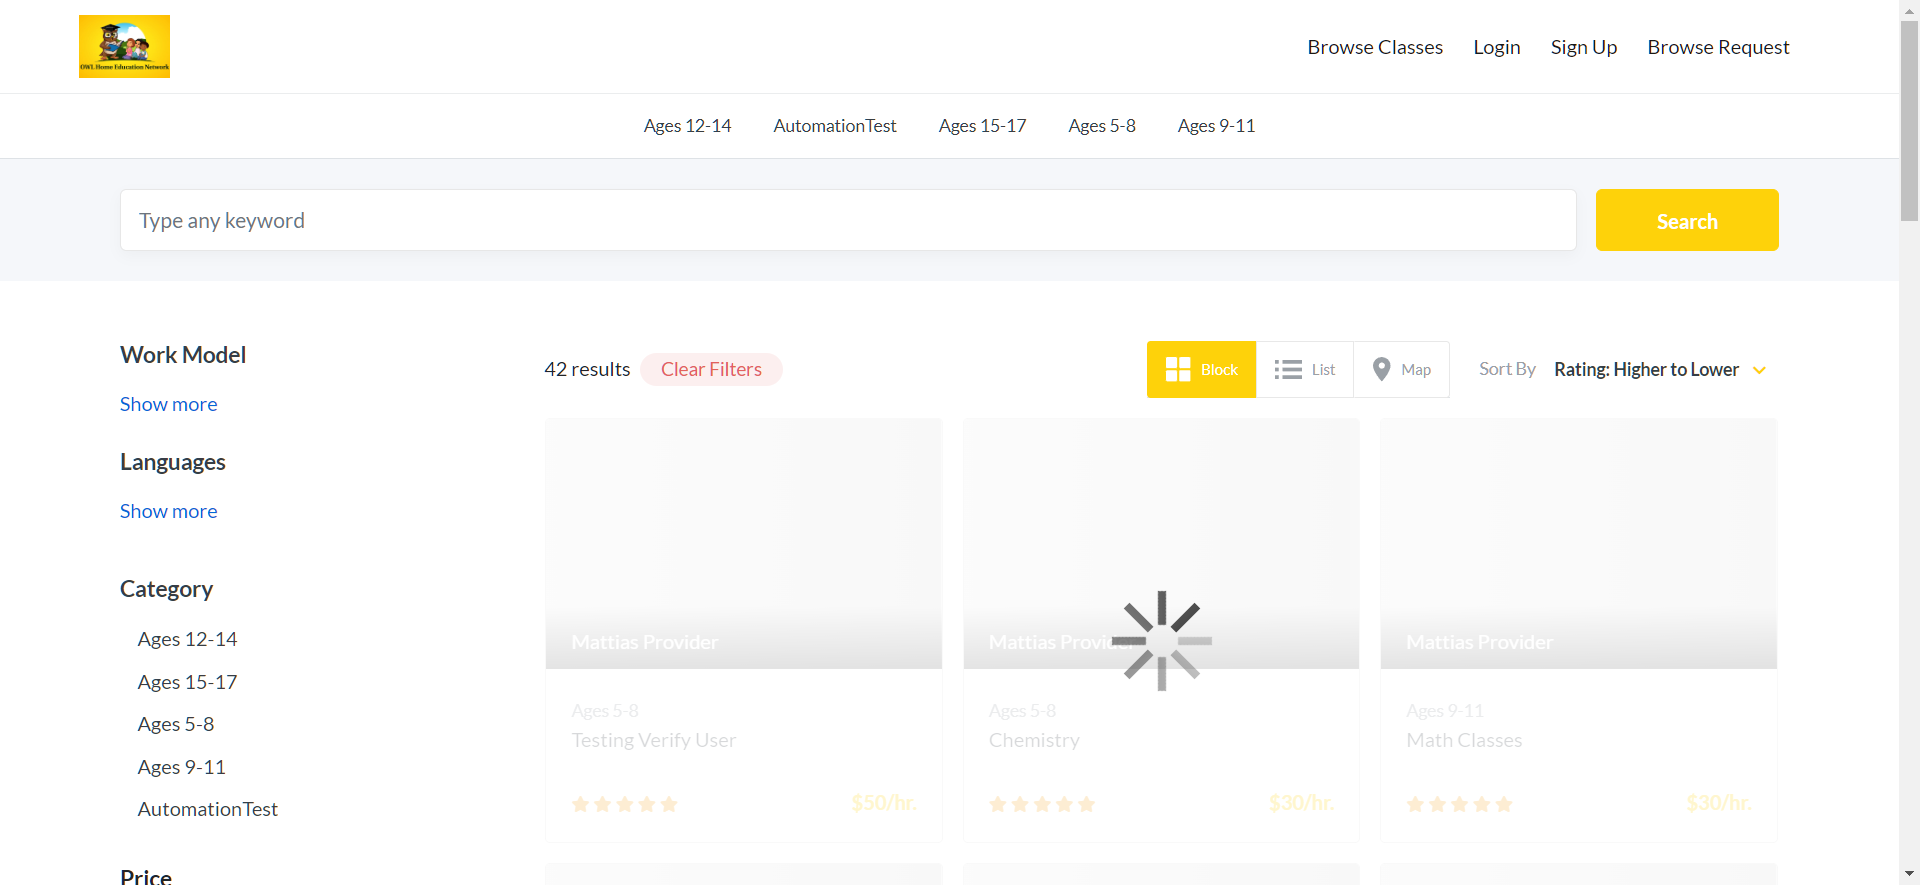 OWL Home Education Network
Browse Classes
Login
Sign Up
Browse Request
Ages 12-14
AutomationTest
Ages 15-17
Ages 5-8
Ages 9-11
Type any keyword
Search
Work Model
Show more
Languages
Show more
Category
Ages 12-14
Ages 15-17
Ages 5-8
Ages 9-11
AutomationTest
Price
42 results
Clear Filters
Block
List
Map
Sort By
Rating: Higher to Lower
Mattias Provider
Ages 5-8
Testing Verify User
$50/hr.
Mattias Provider
Ages 5-8
Chemistry
$30/hr.
Mattias Provider
Ages 9-11
Math Classes
$30/hr.